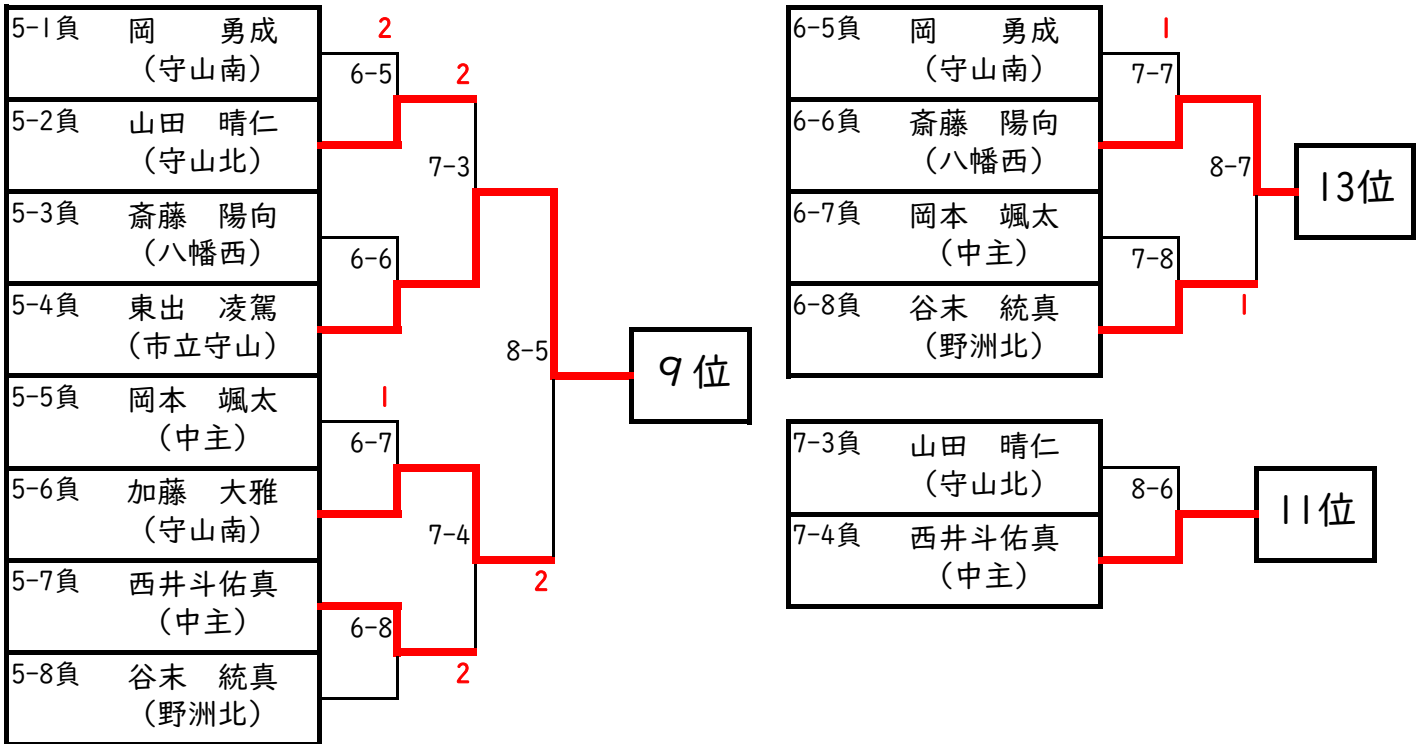 5-1負 岡　勇成
(守山南)
2
6-5
2
5-2負 山田　晴仁
(守山北)
7-3
5-3負 斎藤　陽向
(八幡西)
6-6
5-4負 東出　凌駕
(市立守山)
8-5
9位
5-5負 岡本　颯太
(中主)
1
6-7
5-6負 加藤　大雅
(守山南)
7-4
2
5-7負 西井斗佑真
(中主)
6-8
2
5-8負 谷末　統真
(野洲北)
6-5負 岡　勇成
(守山南)
1
7-7
6-6負 斎藤　陽向
(八幡西)
8-7
13位
6-7負 岡本　颯太
(中主)
7-8
1
6-8負 谷末　統真
(野洲北)
7-3負 山田　晴仁
(守山北)
8-6
11位
7-4負 西井斗佑真
(中主)